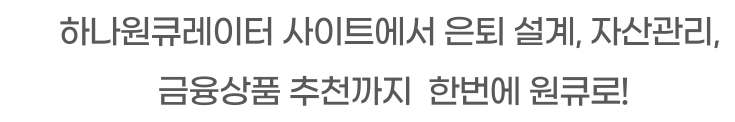 하나원큐레이터 사이트에서 은퇴 설계, 자산관리,
금융상품 추천까지  한번에 원큐로!